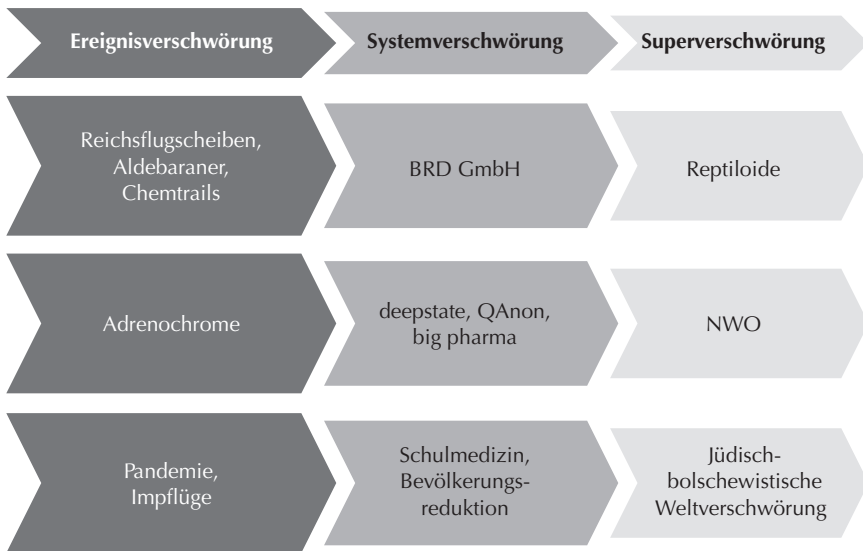 Ereignisverschwörung
Systemverschwörung
Superverschwörung
Reichsflugscheiben,
Aldebaraner,
Chemtrails
BRD GmbH
Reptiloide
Adrenochrome
deepstate, QAnon,
big pharma
NWO
Pandemie,
Impflüge
Schulmedizin,
Bevölkerungs-
reduktion
Jüdisch-
bolschewistische
Weltverschwörung